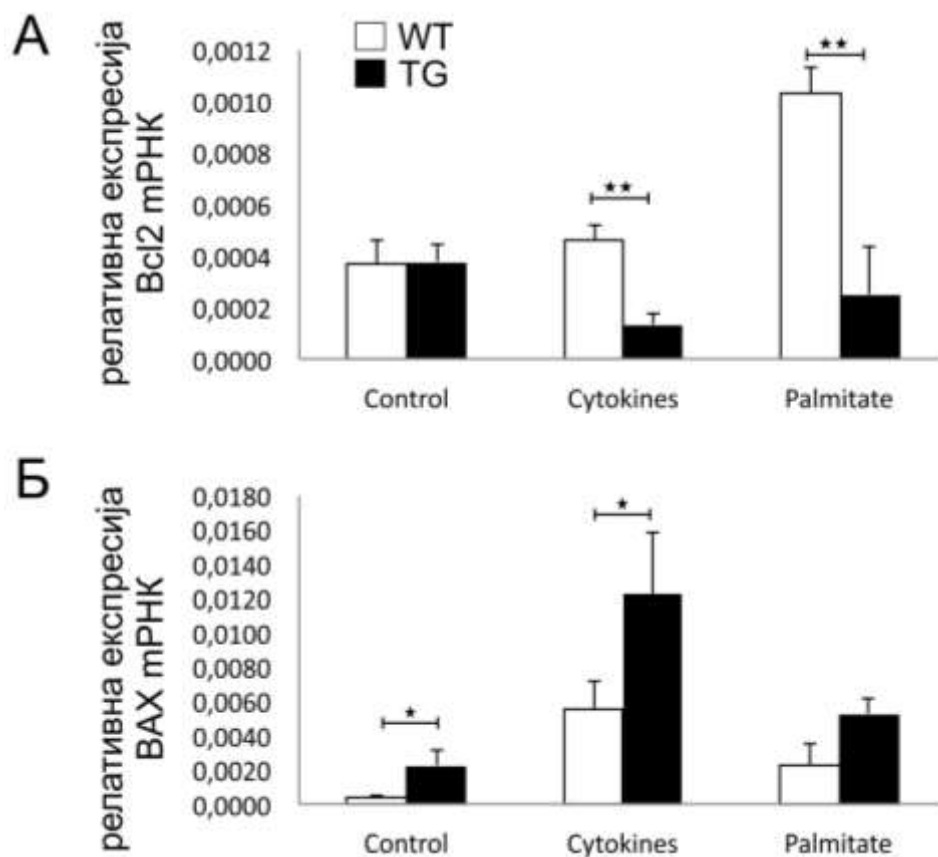 А
WT
TG
релативна експресија
Bcl2 mРНК
0,0012
0,0010
0,0008
0,0006
0,0004
0,0002
0,0000
★★
★★
Control
Cytokines
Palmitate
Б
релативна експресија
BAX mРНК
0,0180
0,0160
0,0140
0,0120
0,0100
0,0080
0,0060
0,0040
0,0020
0,0000
★
★
Control
Cytokines
Palmitate